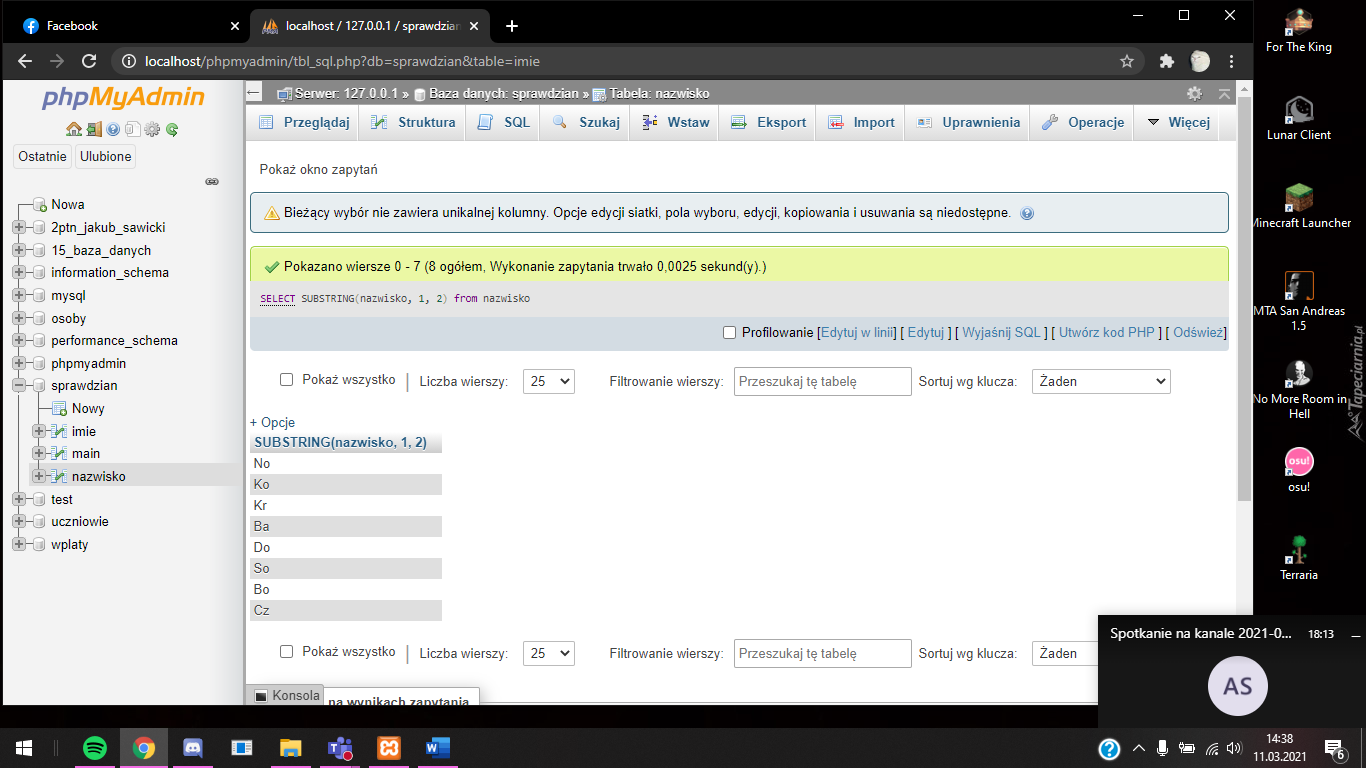 Facebook
localhost / 127.0.0.1 / sprawdzian
localhost/phpmyadmin/tbl_sql.php?db=sprawdzian&table=imie
phpMyAdmin
Ostatnie Ulubione
Nowa
2ptn_jakub_sawicki
15_baza_danych
information_schema
mysql
osoby
performance_schema
phpmyadmin
sprawdzian
Nowy
imie
main
nazwisko
test
uczniowie
wplaty
Serwer: 127.0.0.1 » Baza danych: sprawdzian » Tabela: nazwisko
Przeglądaj Struktura SQL Szukaj Wstaw Eksport Import Uprawnienia Operacje Więcej
Pokaż okno zapytań
Bieżący wybór nie zawiera unikalnej kolumny. Opcje edycji siatki, pola wyboru, edycji, kopiowania i usuwania są niedostępne.
Pokazano wiersze 0 - 7 (8 ogółem, Wykonanie zapytania trwało 0,0025 sekund(y).)
SELECT SUBSTRING(nazwisko, 1, 2) from nazwisko
Profilowanie [Edytuj w linii] [ Edytuj ] [ Wyjaśnij SQL ] [ Utwórz kod PHP ] [ Odśwież]
Pokaż wszystko | Liczba wierszy: 25 Filtrowanie wierszy: Przeszukaj tę tabelę Sortuj wg klucza: Żaden
+ Opcje
SUBSTRING(nazwisko, 1, 2)
No
Ko
Kr
Ba
Do
So
Bo
Cz
Pokaż wszystko | Liczba wierszy: 25 Filtrowanie wierszy: Przeszukaj tę tabelę Sortuj wg klucza: Żaden
Konsola
na wynikach zapytania
For The King
Lunar Client
Minecraft Launcher
MTA San Andreas
1.5
No More Room in
Hell
osu!
osu!
Terraria
Tapeciarnia.pl
Spotkanie na kanale 2021-0... 18:13
AS
14:38
11.03.2021
6